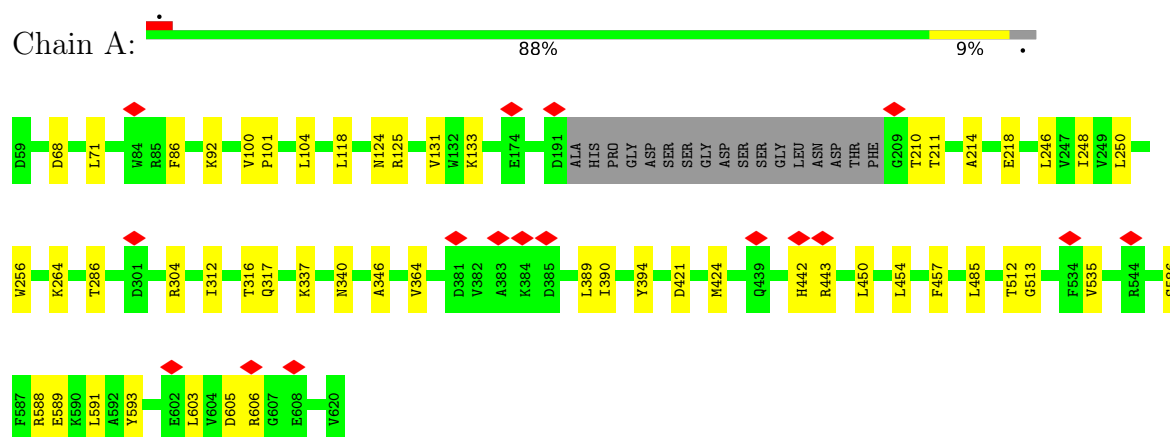 Chain A:
88% 9%
D59 D68 L71 W84 R85 F86 K92 V100 P101 L104 L118 N124 R125 V131 W132 K133 E174 D191 ALA HIS PRO GLY ASP SER SER GLY ASP SER SER GLY LEU ASN ASP THR PHE G209 T210 T211 A214 E218 L246 V247 I248 V249 L250
W256 K264 T286 D301 R304 I312 T316 Q317 K337 N340 A346 V364 D381 V382 A383 K384 D385 L389 I390 Y394 D421 M424 Q439 H442 R443 L450 L454 F457 L485 T512 G513 F534 V535 R544
F587 R588 E589 K590 L591 A592 Y593 E602 L603 V604 D605 R606 G607 E608 V620